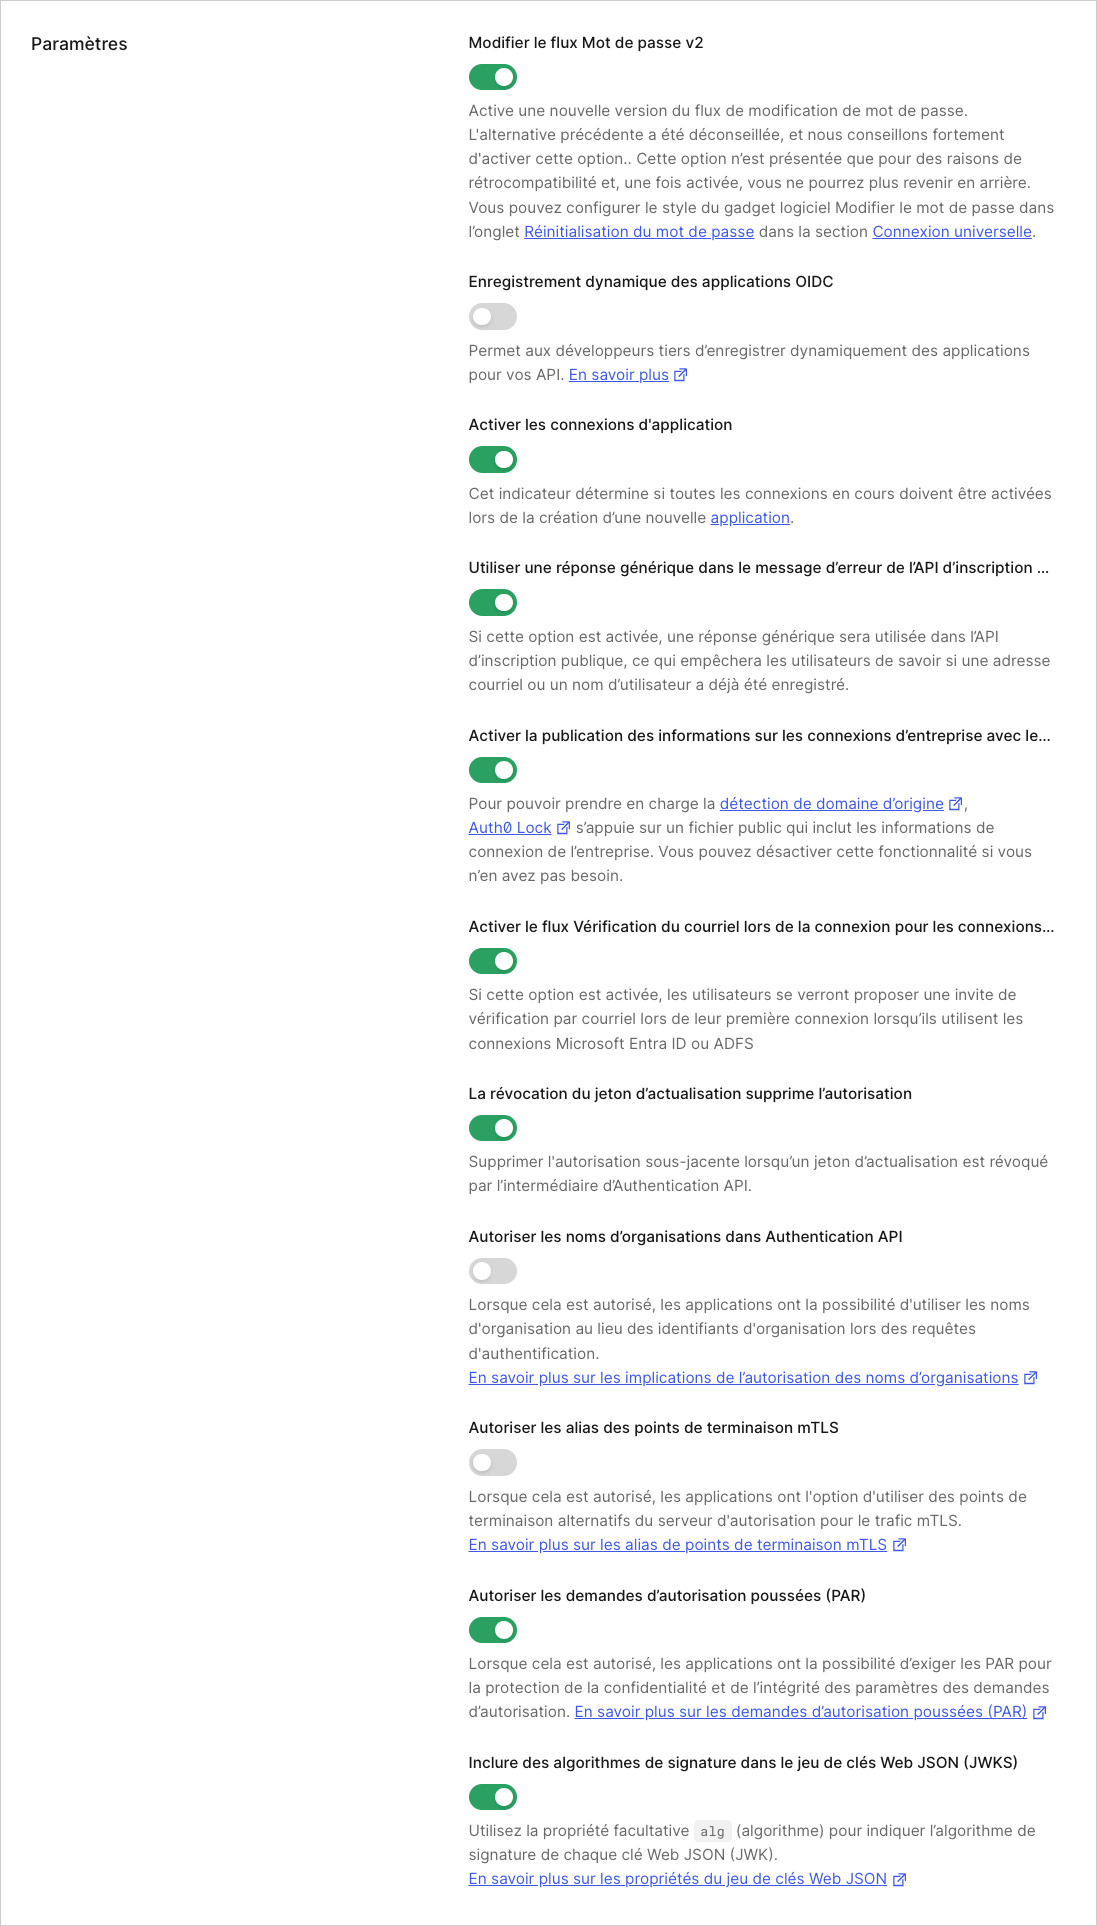 Paramètres
Modifier le flux Mot de passe v2
Active une nouvelle version du flux de modification de mot de passe.
L'alternative précédente a été déconseillée, et nous conseillons fortement
d'activer cette option.. Cette option n’est présentée que pour des raisons de
rétrocompatibilité et, une fois activée, vous ne pourrez plus revenir en arrière.
Vous pouvez configurer le style du gadget logiciel Modifier le mot de passe dans
l’onglet Réinitialisation du mot de passe dans la section Connexion universelle.
Enregistrement dynamique des applications OIDC
Permet aux développeurs tiers d’enregistrer dynamiquement des applications
pour vos API. En savoir plus
Activer les connexions d'application
Cet indicateur détermine si toutes les connexions en cours doivent être activées
lors de la création d’une nouvelle application.
Utiliser une réponse générique dans le message d’erreur de l’API d’inscription ...
Si cette option est activée, une réponse générique sera utilisée dans l’API
d’inscription publique, ce qui empêchera les utilisateurs de savoir si une adresse
courriel ou un nom d’utilisateur a déjà été enregistré.
Activer la publication des informations sur les connexions d’entreprise avec le...
Pour pouvoir prendre en charge la détection de domaine d’origine,
Auth0 Lock s’appuie sur un fichier public qui inclut les informations de
connexion de l’entreprise. Vous pouvez désactiver cette fonctionnalité si vous
n’en avez pas besoin.
Activer le flux Vérification du courriel lors de la connexion pour les connexions...
Si cette option est activée, les utilisateurs se verront proposer une invite de
vérification par courriel lors de leur première connexion lorsqu’ils utilisent les
connexions Microsoft Entra ID ou ADFS
La révocation du jeton d’actualisation supprime l’autorisation
Supprimer l'autorisation sous-jacente lorsqu’un jeton d’actualisation est révoqué
par l’intermédiaire d’Authentication API.
Autoriser les noms d’organisations dans Authentication API
Lorsque cela est autorisé, les applications ont la possibilité d'utiliser les noms
d'organisation au lieu des identifiants d'organisation lors des requêtes
d'authentification.
En savoir plus sur les implications de l’autorisation des noms d’organisations
Autoriser les alias des points de terminaison mTLS
Lorsque cela est autorisé, les applications ont l'option d'utiliser des points de
terminaison alternatifs du serveur d'autorisation pour le trafic mTLS.
En savoir plus sur les alias de points de terminaison mTLS
Autoriser les demandes d’autorisation poussées (PAR)
Lorsque cela est autorisé, les applications ont la possibilité d’exiger les PAR pour
la protection de la confidentialité et de l’intégrité des paramètres des demandes
d’autorisation. En savoir plus sur les demandes d’autorisation poussées (PAR)
Inclure des algorithmes de signature dans le jeu de clés Web JSON (JWKS)
Utilisez la propriété facultative alg (algorithme) pour indiquer l’algorithme de
signature de chaque clé Web JSON (JWK).
En savoir plus sur les propriétés du jeu de clés Web JSON